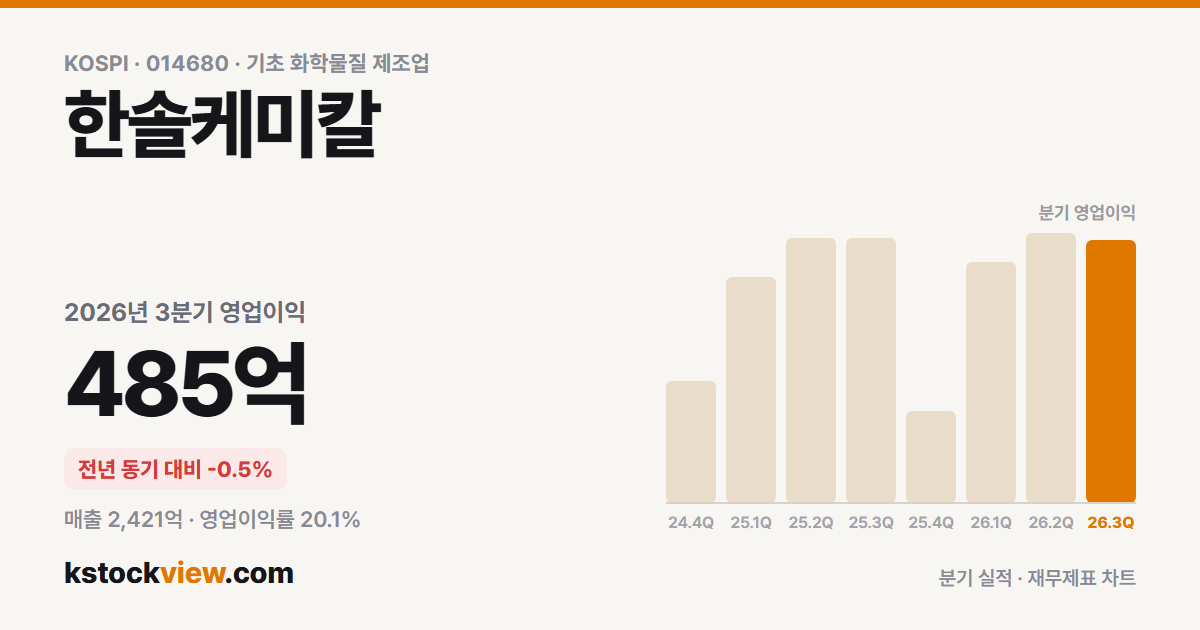 KOSPI · 014680 · 기초 화학물질 제조업
한솔케미칼
분기 영업이익
2026년 3분기 영업이익
485억
전년 동기 대비 -0.5%
매출 2,421억 · 영업이익률 20.1%
24.4Q 25.1Q 25.2Q 25.3Q 25.4Q 26.1Q 26.2Q 26.3Q
kstockview.com
분기 실적 · 재무제표 차트